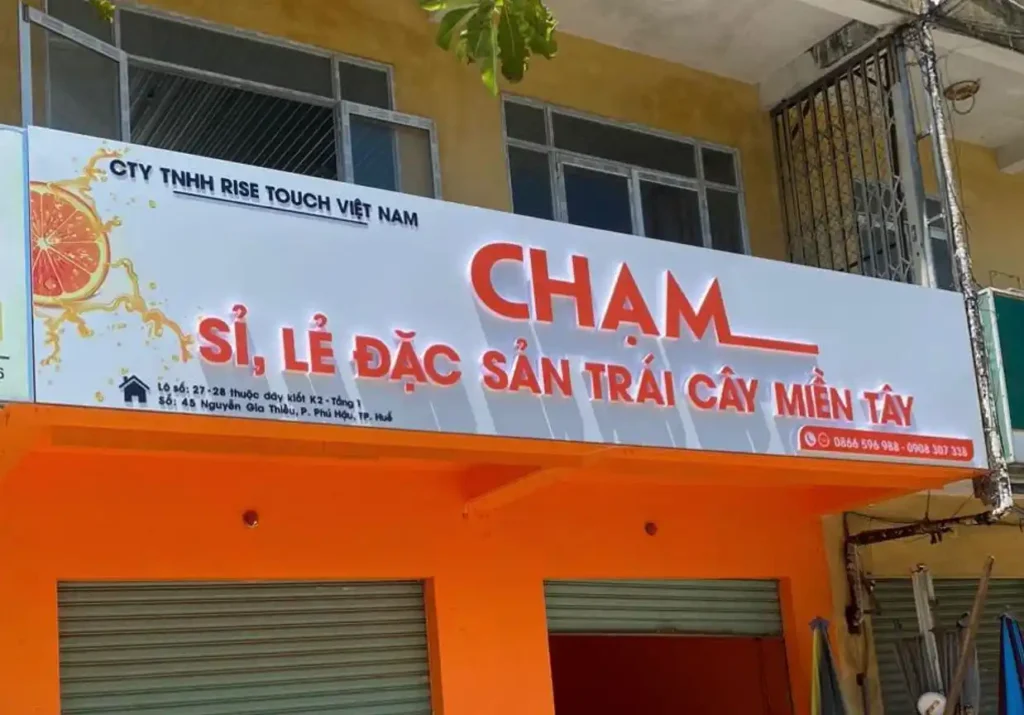 CTY TNHH RISE TOUCH VIỆT NAM
CHẠM
SỈ, LẺ ĐẶC SẢN TRÁI CÂY MIỀN TÂY
Lô số: 27-28 thuộc dãy kiốt K2 - Tầng 1
Số: 45 Nguyễn Gia Thiều, P. Phú Hậu, TP. Huế
0866 596 988 - 0908 307 338
6